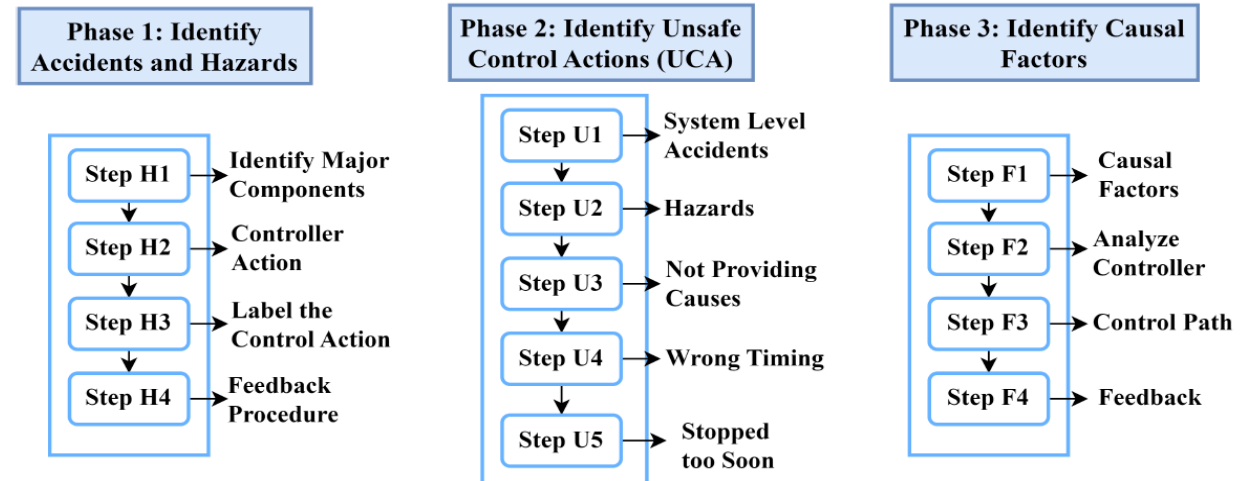 Phase 1: Identify
Accidents and Hazards
Step H1
Identify Major
Components
Step H2
Controller
Action
Step H3
Label the
Control Action
Step H4
Feedback
Procedure
Phase 2: Identify Unsafe
Control Actions (UCA)
Step U1
System Level
Accidents
Step U2
Hazards
Step U3
Not Providing
Causes
Step U4
Wrong Timing
Step U5
Stopped
too Soon
Phase 3: Identify Causal
Factors
Step F1
Causal
Factors
Step F2
Analyze
Controller
Step F3
Control Path
Step F4
Feedback